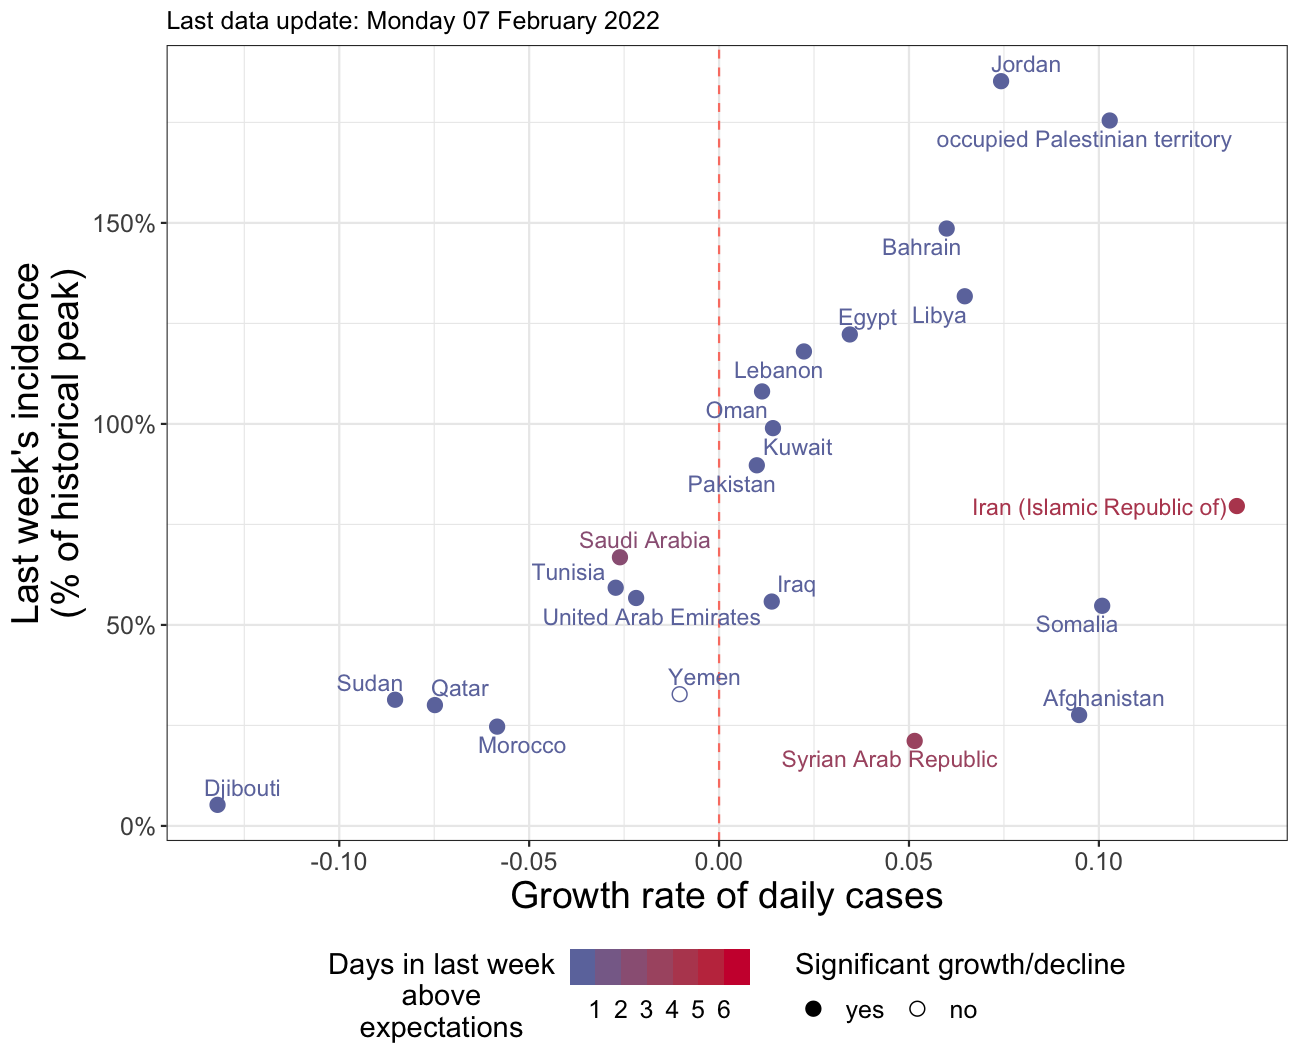 Last data update: Monday 07 February 2022
Jordan
occupied Palestinian territory
150%
Bahrain
Libya
Egypt
Lebanon
Oman
100%
Kuwait
Pakistan
Iran (Islamic Republic of)
Saudi Arabia
Tunisia
Iraq
United Arab Emirates
50%
Somalia
Yemen
Sudan
Qatar
Afghanistan
Morocco
Syrian Arab Republic
Djibouti
0%
Last week's incidence
(% of historical peak)
-0.10 -0.05 0.00 0.05 0.10
Growth rate of daily cases
Days in last week
above
expectations
1 2 3 4 5 6
Significant growth/decline
yes no